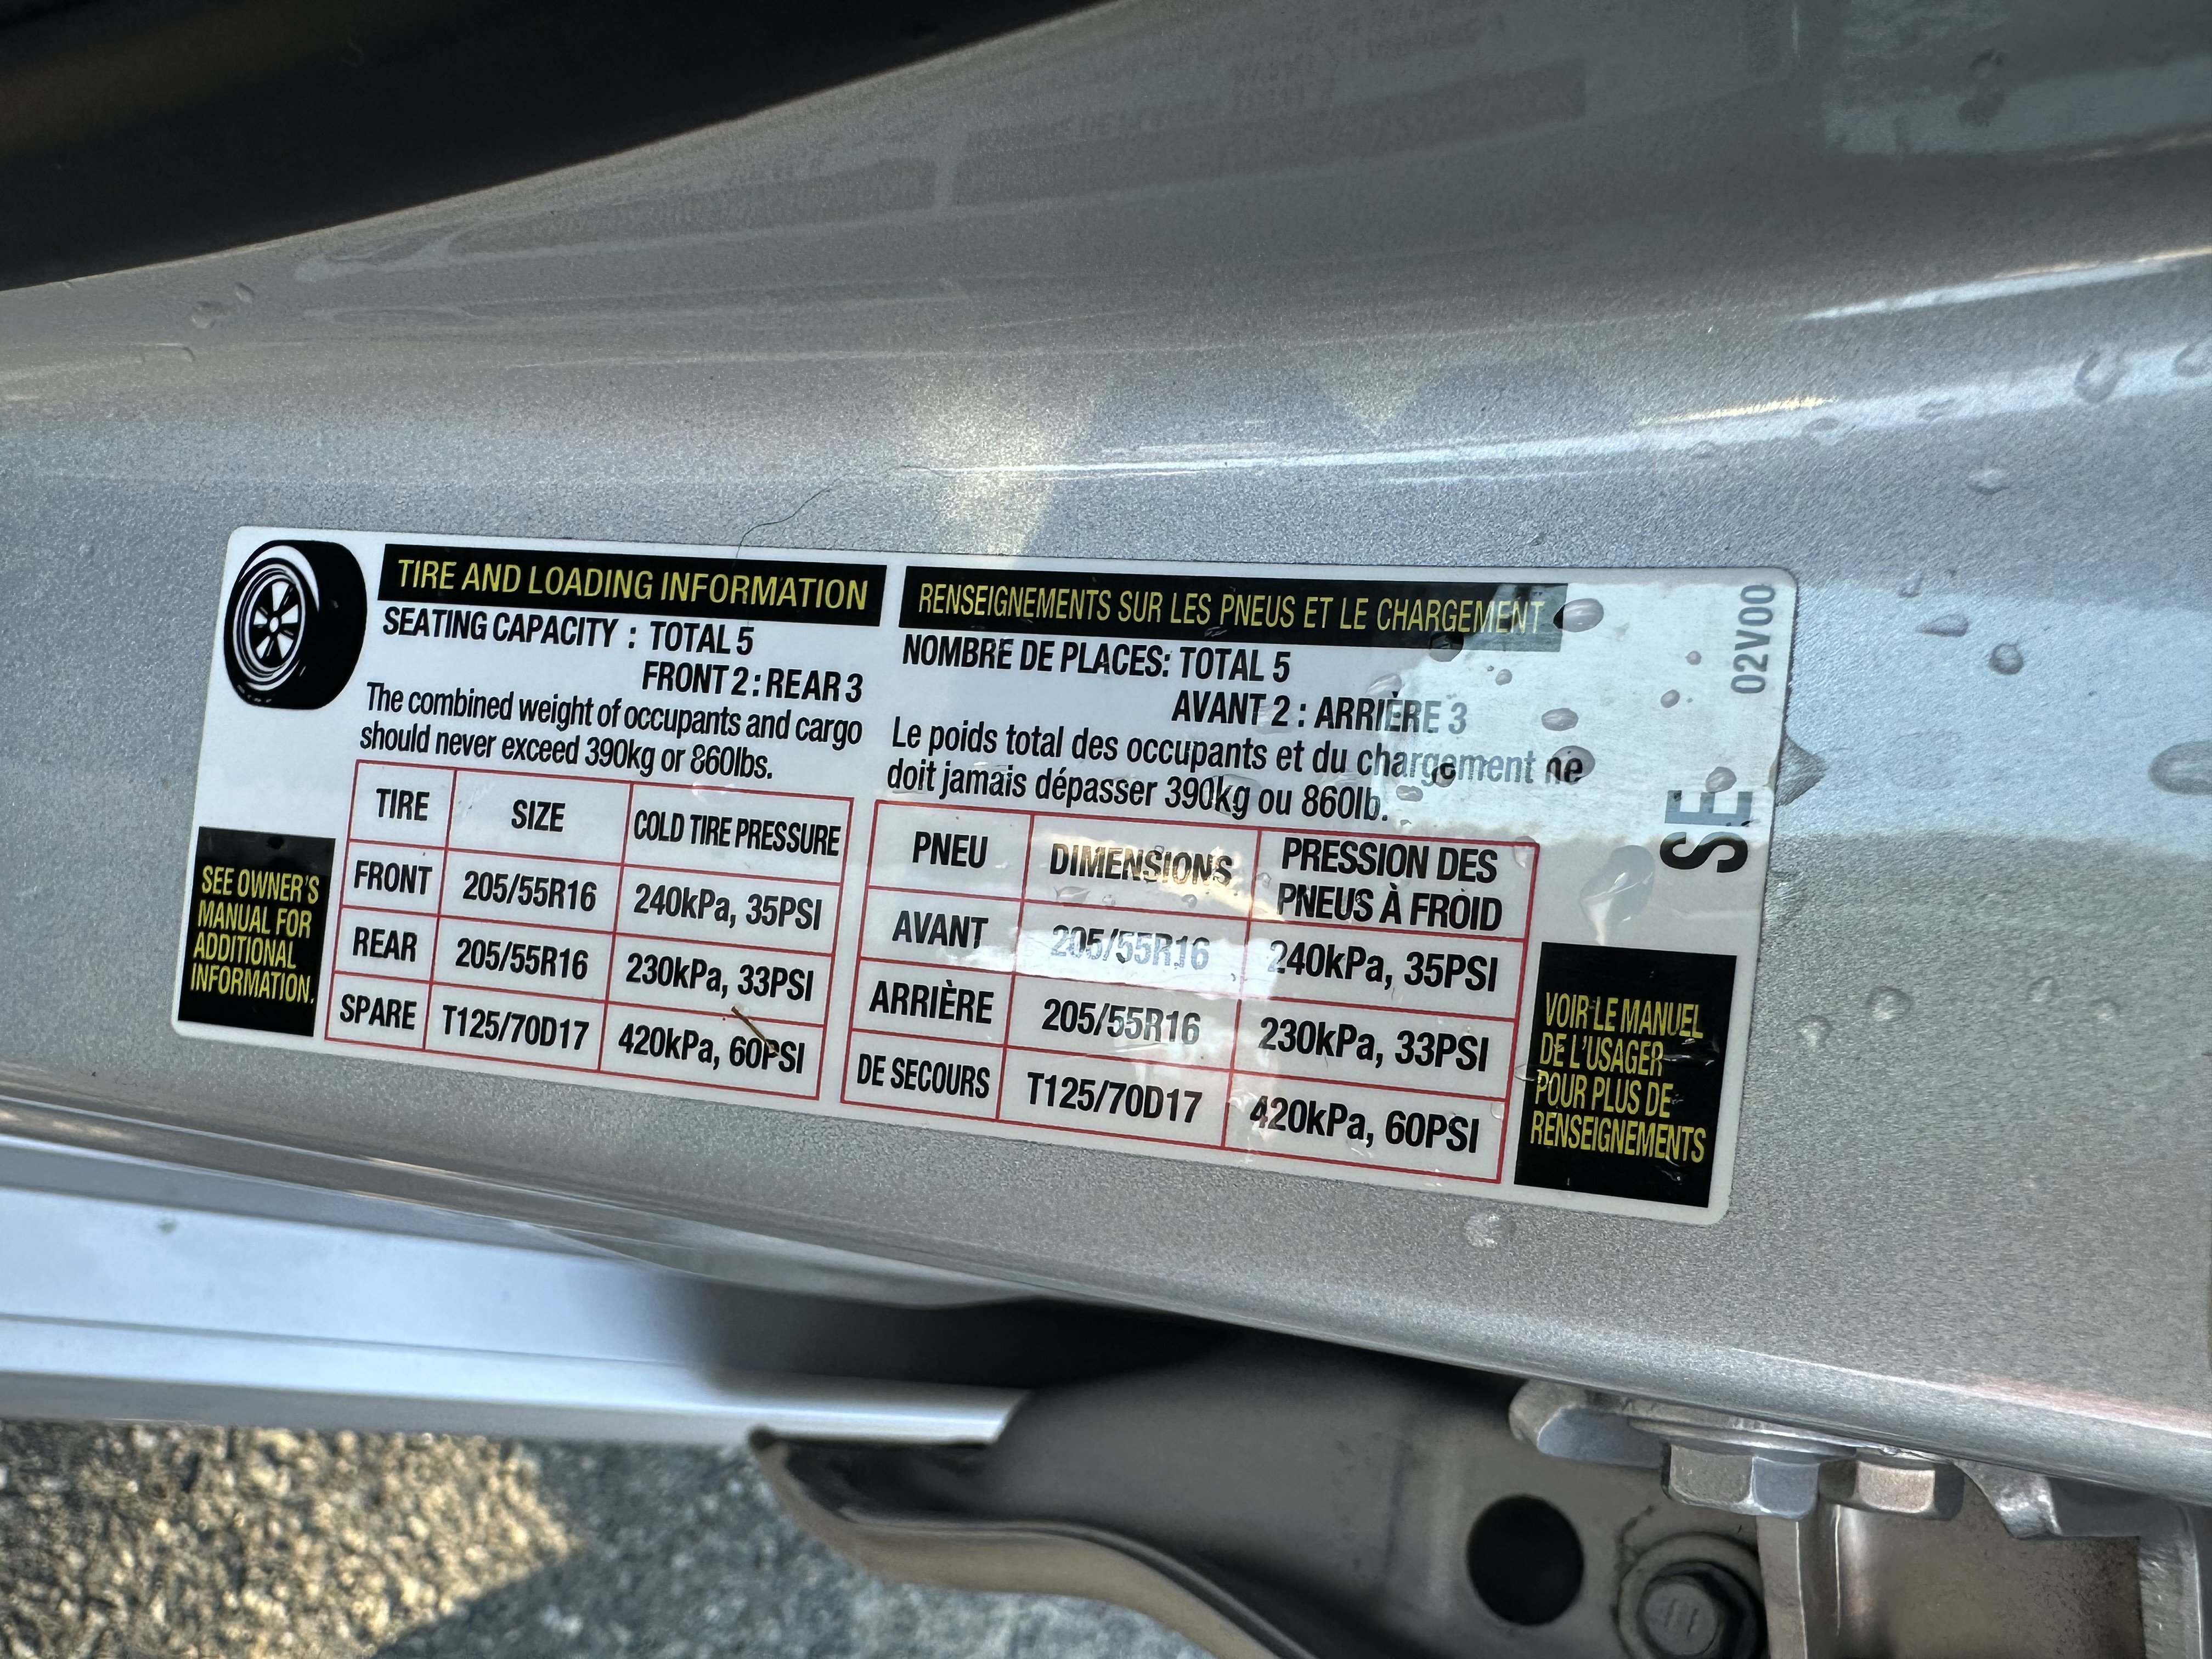 TIRE AND LOADING INFORMATION
SEATING CAPACITY : TOTAL 5
FRONT 2 : REAR 3
The combined weight of occupants and cargo
should never exceed 390kg or 860lbs.
TIRE SIZE COLD TIRE PRESSURE
FRONT 205/55R16 240kPa, 35PSI
REAR 205/55R16 230kPa, 33PSI
SPARE T125/70D17 420kPa, 60PSI
SEE OWNER'S
MANUAL FOR
ADDITIONAL
INFORMATION.
RENSEIGNEMENTS SUR LES PNEUS ET LE CHARGEMENT
NOMBRE DE PLACES: TOTAL 5
AVANT 2 : ARRIÈRE 3
Le poids total des occupants et du chargement ne
doit jamais dépasser 390kg ou 860lb.
PNEU DIMENSIONS PRESSION DES
PNEUS À FROID
AVANT 205/55R16 240kPa, 35PSI
ARRIÈRE 205/55R16 230kPa, 33PSI
DE SECOURS T125/70D17 420kPa, 60PSI
VOIR LE MANUEL
DE L'USAGER
POUR PLUS DE
RENSEIGNEMENTS
02V00
SE